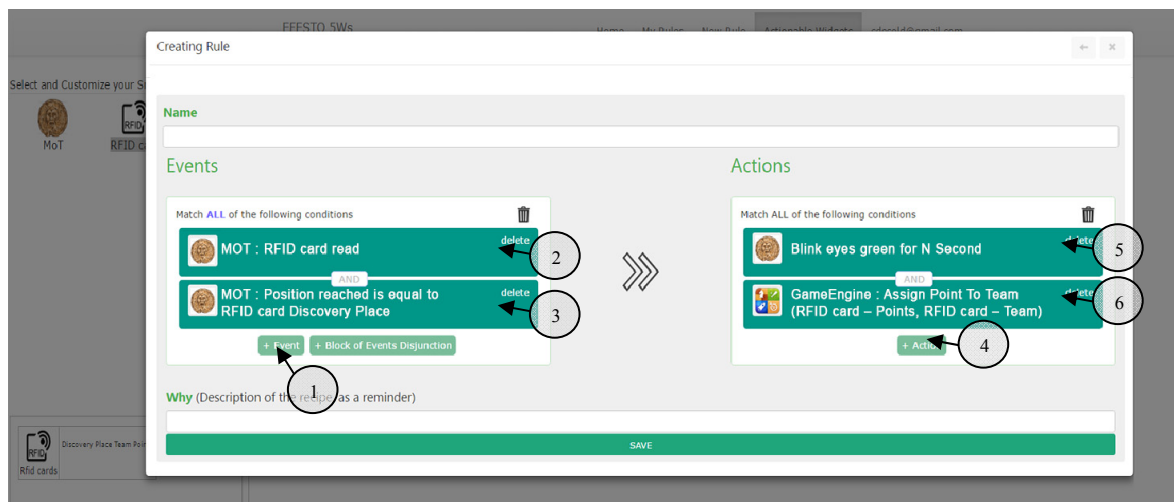 EFESTO 5Ws
Home My Rules New Rule Actionable Widgets
Creating Rule
Select and Customize your
MoT
RFID
RFID
Name
Events
Actions
Match ALL of the following conditions
delete
MOT : RFID card read
2
AND
MOT : Position reached is equal to
RFID card Discovery Place
delete
3
+ Event
+ Block of Events Disjunction
1
Match ALL of the following conditions
delete
Blink eyes green for N Second
5
AND
GameEngine : Assign Point To Team
(RFID card – Points, RFID card – Team)
delete
6
+ Action
4
Why (Description of the recipe, as a reminder)
SAVE
RFID
Discovery Place Team
Rfid cards